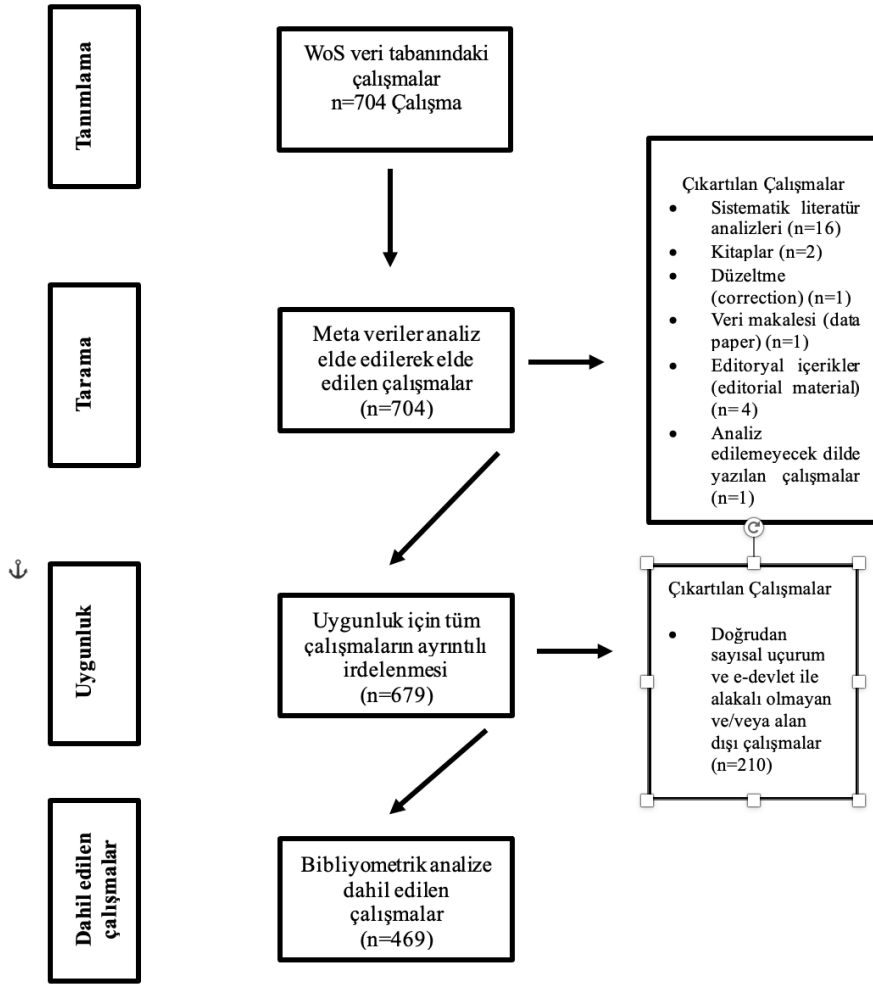 Tanımlama
WoS veri tabanındaki
çalışmalar
n=704 Çalışma
Tarama
Meta veriler analiz
elde edilerek elde
edilen çalışmalar
(n=704)
Çıkartılan Çalışmalar
• Sistematik literatür
analizleri (n=16)
• Kitaplar (n=2)
• Düzeltme
(correction) (n=1)
• Veri makalesi (data
paper) (n=1)
• Editoryal içerikler
(editorial material)
(n=4)
• Analiz
edilemeyecek dilde
yazılan çalışmalar
(n=1)
Uygunluk
Uygunluk için tüm
çalışmaların ayrıntılı
irdelenmesi
(n=679)
Çıkartılan Çalışmalar
• Doğrudan
sayısal uçurum
ve e-devlet ile
alakalı olmayan
ve/veya alan
dışı çalışmalar
(n=210)
Dahil edilen
çalışmalar
Bibliyometrik analize
dahil edilen
çalışmalar
(n=469)